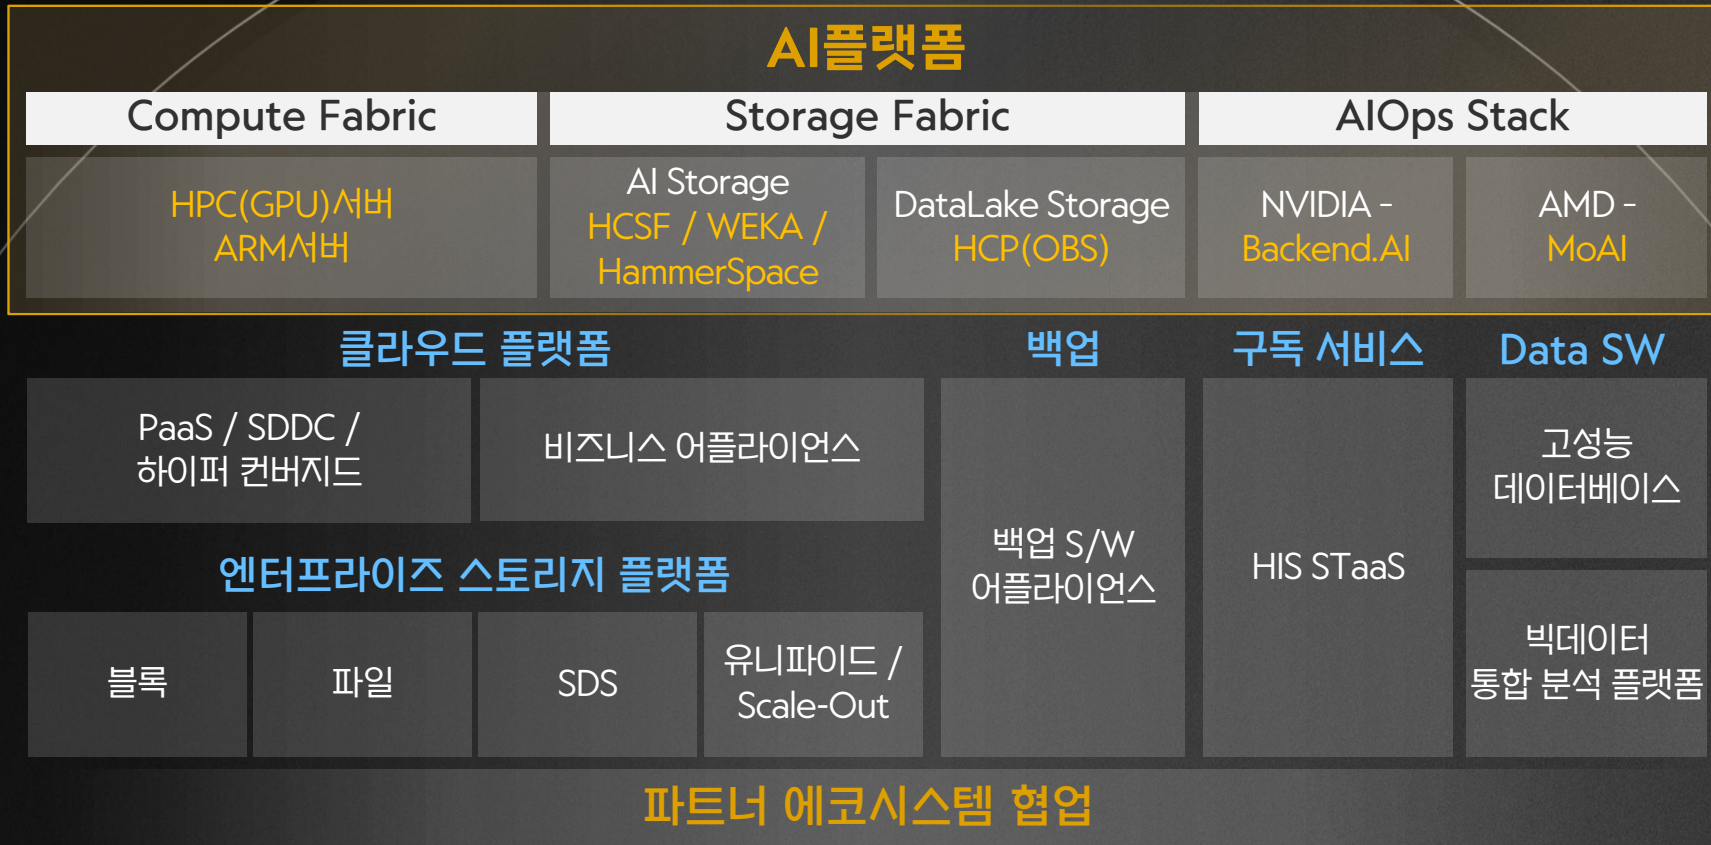 AI플랫폼
Compute Fabric
Storage Fabric
AIOps Stack
HPC(GPU)서버
ARM서버
AI Storage
HCSF / WEKA /
HammerSpace
DataLake Storage
HCP(OBS)
NVIDIA -
Backend.AI
AMD -
MoAI
클라우드 플랫폼
백업
구독 서비스
Data SW
PaaS / SDDC /
하이퍼 컨버지드
비즈니스 어플라이언스
엔터프라이즈 스토리지 플랫폼
블록
파일
SDS
유니파이드 /
Scale-Out
백업 S/W
어플라이언스
HIS STaaS
고성능
데이터베이스
빅데이터
통합 분석 플랫폼
파트너 에코시스템 협업